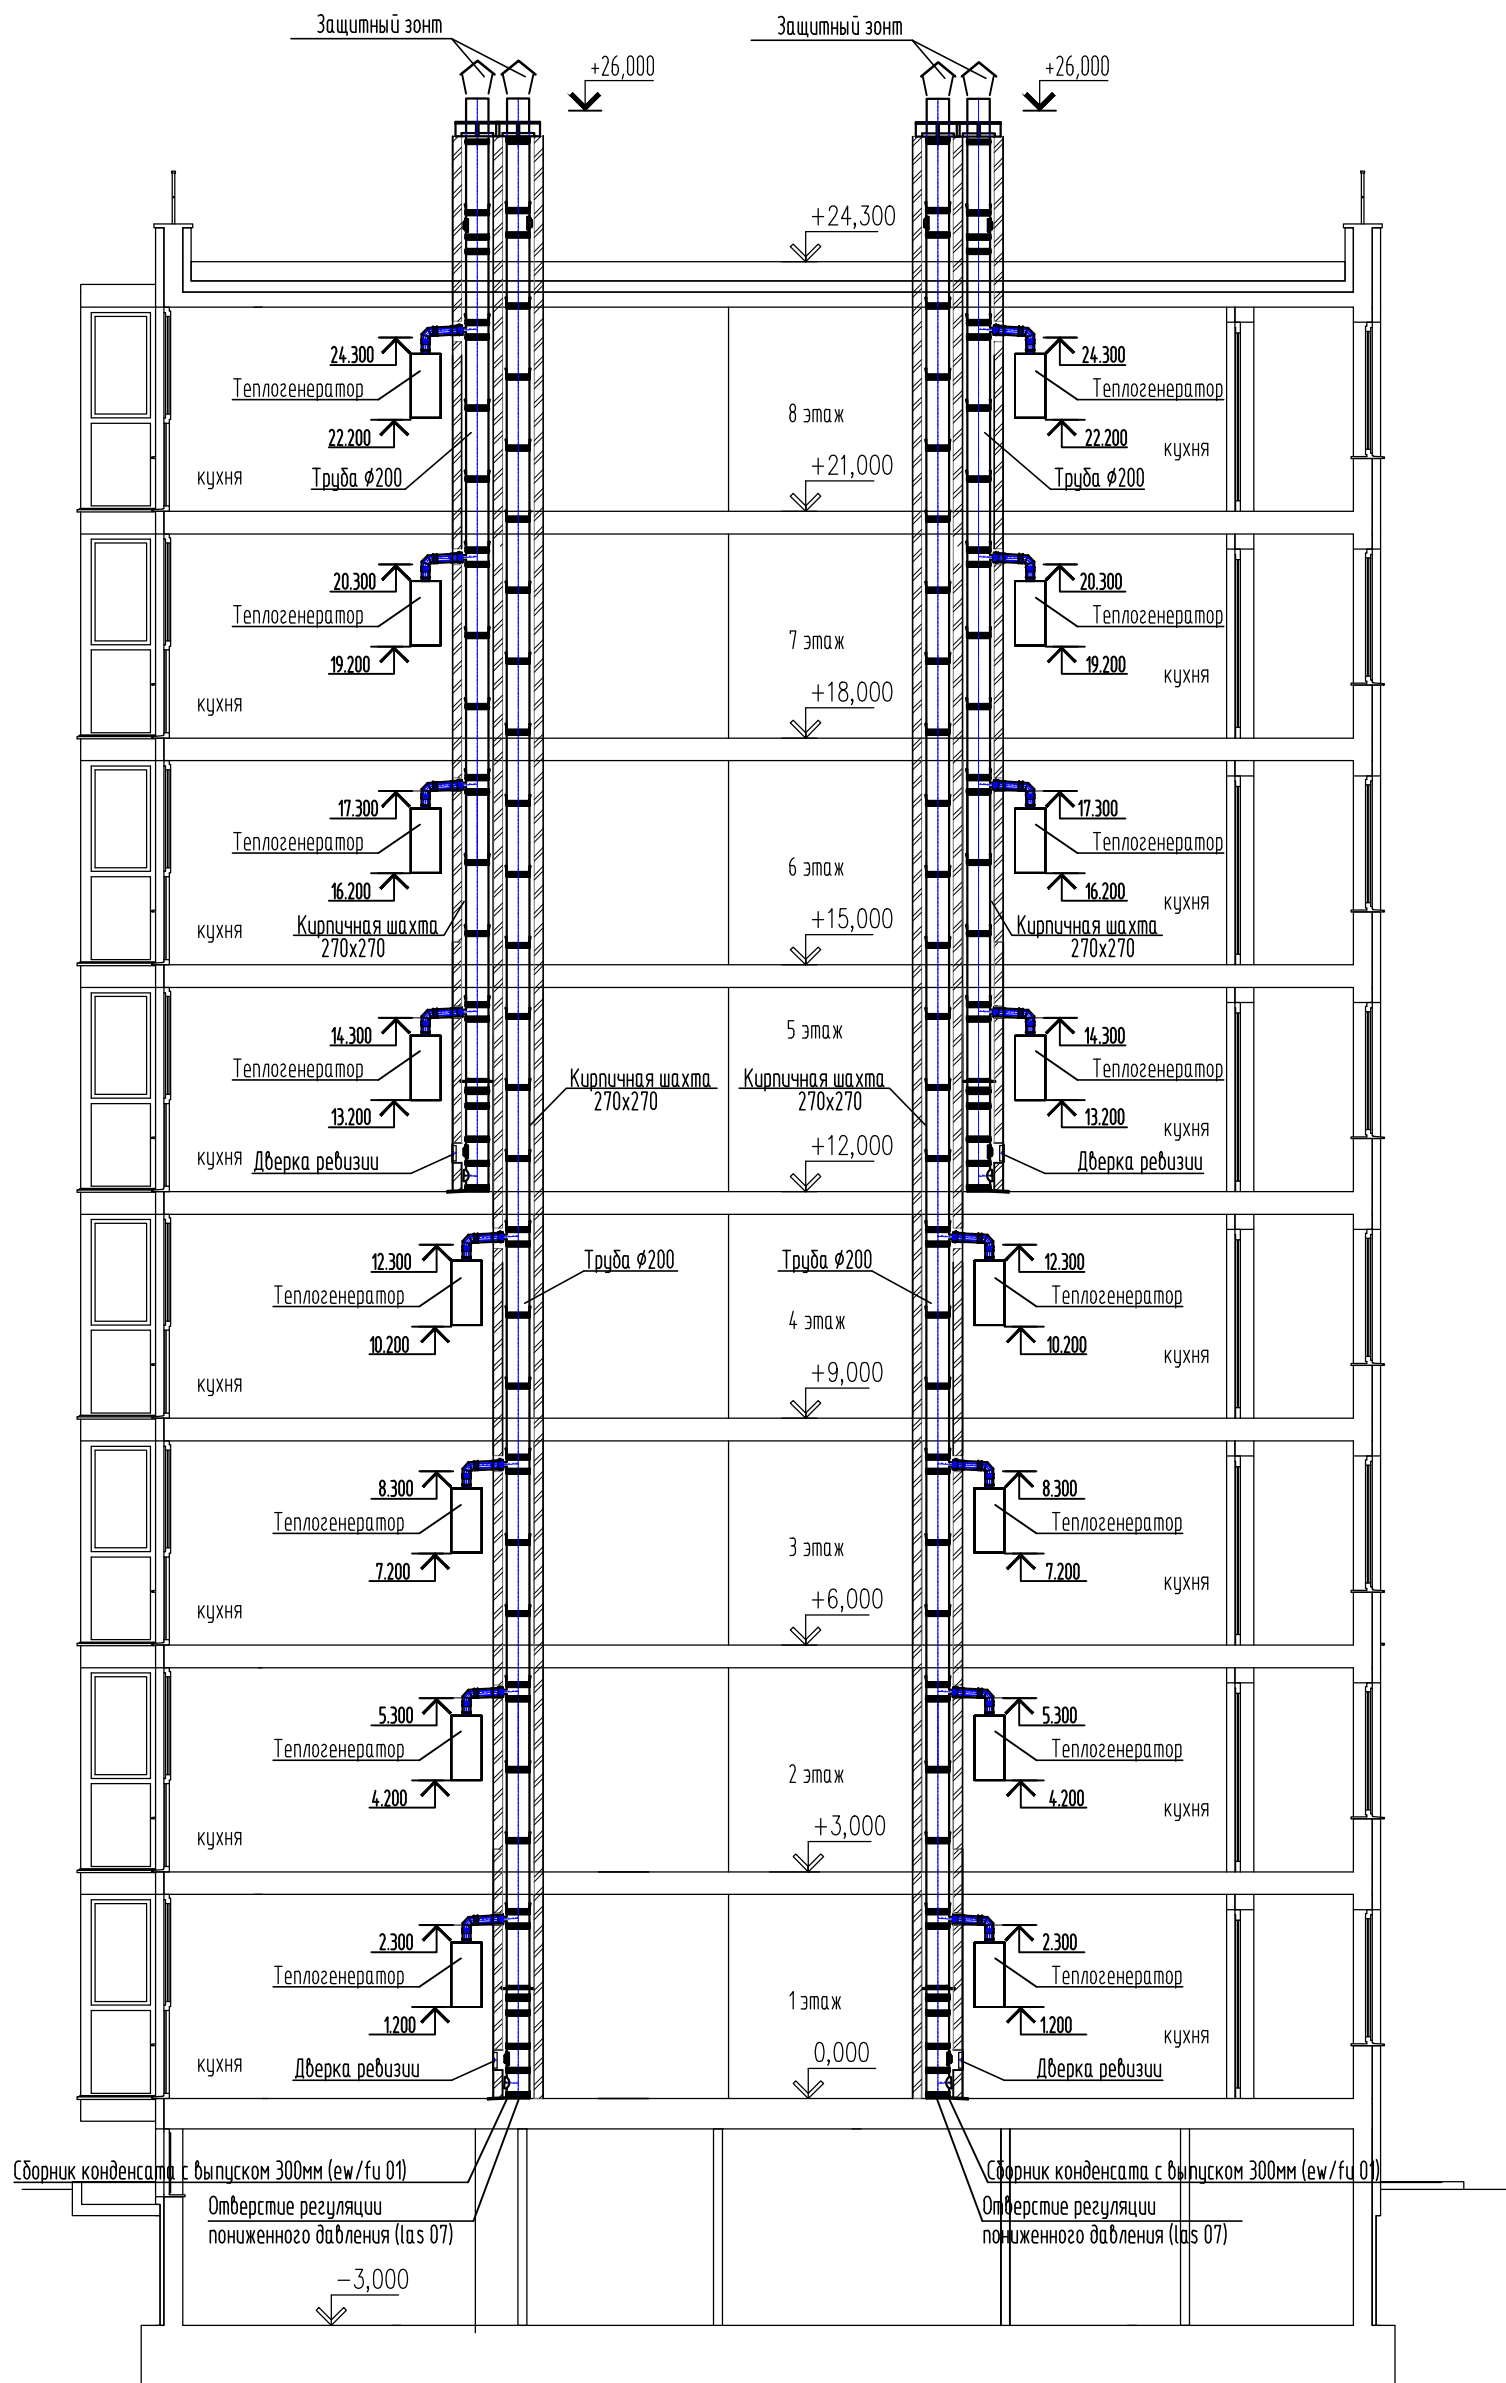 Защитный зонт
Защитный зонт
+26,000
+26,000
+24,300
24.300
24.300
Теплогенератор
Теплогенератор
8 этаж
22.200
22.200
кухня
кухня
Труба ϕ200
+21,000
Труба ϕ200
20.300
20.300
Теплогенератор
Теплогенератор
7 этаж
19.200
19.200
кухня
кухня
+18,000
17.300
17.300
Теплогенератор
Теплогенератор
6 этаж
16.200
16.200
кухня
кухня
Кирпичная шахта
270x270
+15,000
Кирпичная шахта
270x270
14.300
5 этаж
14.300
Теплогенератор
Теплогенератор
Кирпичная шахта
270x270
Кирпичная шахта
270x270
13.200
13.200
кухня
кухня
Дверка ревизии
+12,000
Дверка ревизии
12.300
Труба ϕ200
Труба ϕ200
12.300
Теплогенератор
Теплогенератор
4 этаж
10.200
10.200
кухня
кухня
+9,000
8.300
8.300
Теплогенератор
Теплогенератор
3 этаж
7.200
7.200
кухня
кухня
+6,000
5.300
5.300
Теплогенератор
Теплогенератор
2 этаж
4.200
4.200
кухня
кухня
+3,000
2.300
2.300
Теплогенератор
Теплогенератор
1 этаж
1.200
1.200
кухня
кухня
Дверка ревизии
0,000
Дверка ревизии
Сборник конденсата с выпуском 300мм (ew/fu 01)
Сборник конденсата с выпуском 300мм (ew/fu 01)
Отверстие регуляции
пониженного давления (las 07)
Отверстие регуляции
пониженного давления (las 07)
-3,000